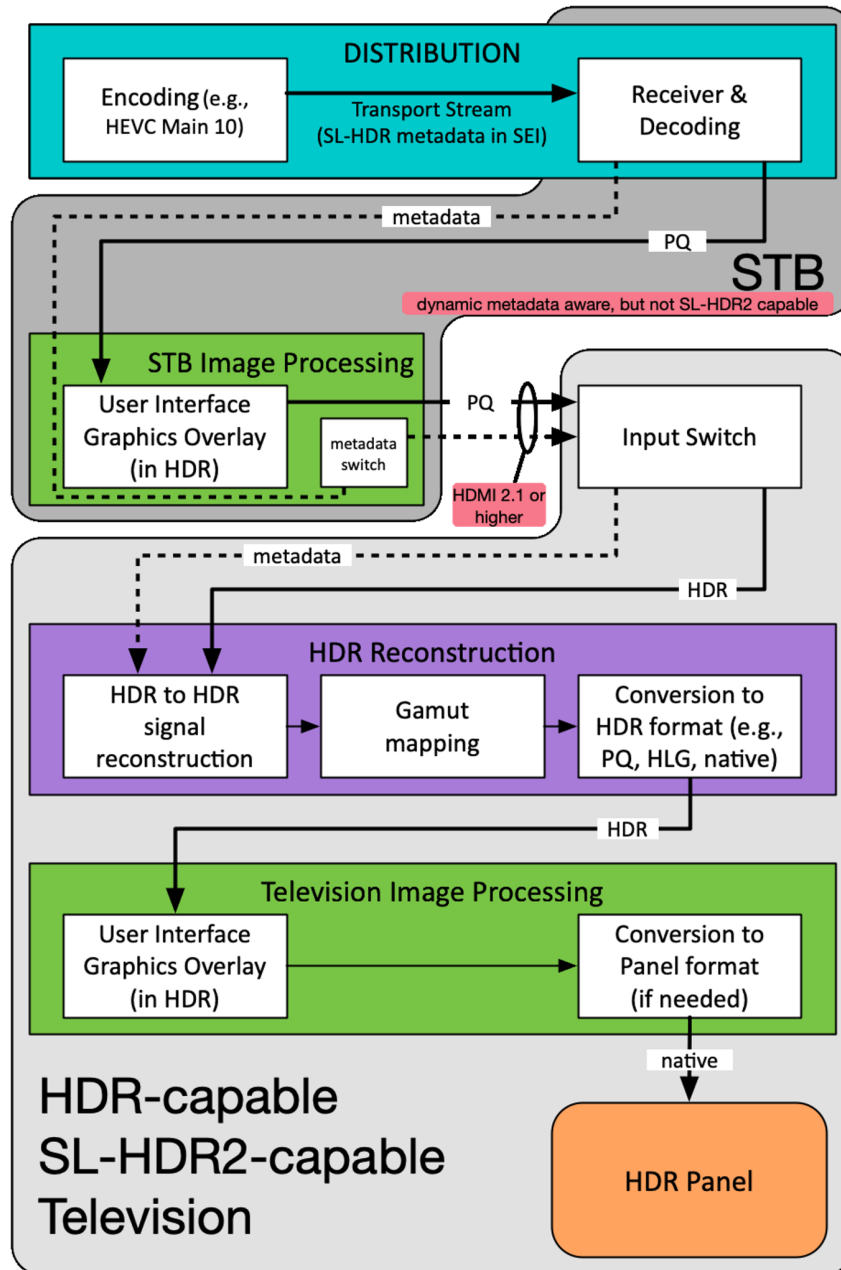 DISTRIBUTION
Encoding (e.g.,
HEVC Main 10)
Transport Stream
(SL-HDR metadata in SEI)
Receiver &
Decoding
metadata
PQ
STB
dynamic metadata aware, but not SL-HDR2 capable
STB Image Processing
User Interface
Graphics Overlay
(in HDR)
metadata
switch
PQ
HDMI 2.1 or
higher
Input Switch
metadata
HDR
HDR Reconstruction
HDR to HDR
signal
reconstruction
Gamut
mapping
Conversion to
HDR format (e.g.,
PQ, HLG, native)
HDR
Television Image Processing
User Interface
Graphics Overlay
(in HDR)
Conversion to
Panel format
(if needed)
native
HDR-capable
SL-HDR2-capable
Television
HDR Panel